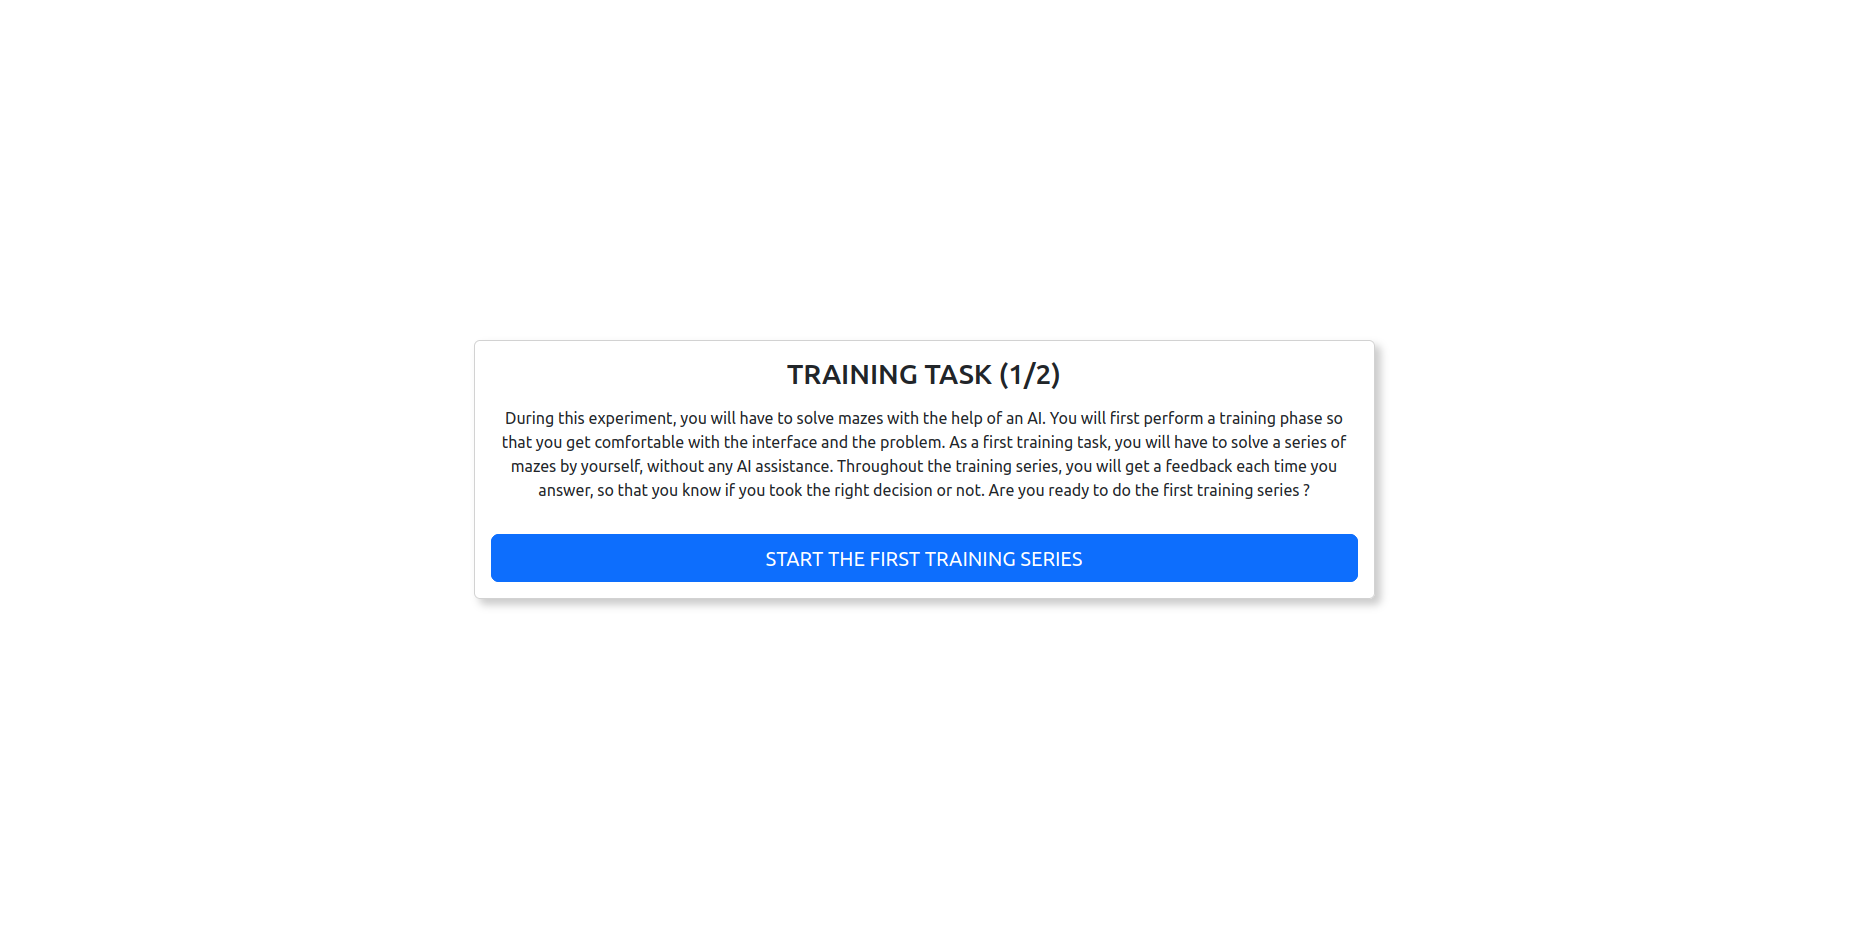 TRAINING TASK (1/2)
During this experiment, you will have to solve mazes with the help of an AI. You will first perform a training phase so
that you get comfortable with the interface and the problem. As a first training task, you will have to solve a series of
mazes by yourself, without any AI assistance. Throughout the training series, you will get a feedback each time you
answer, so that you know if you took the right decision or not. Are you ready to do the first training series ?
START THE FIRST TRAINING SERIES